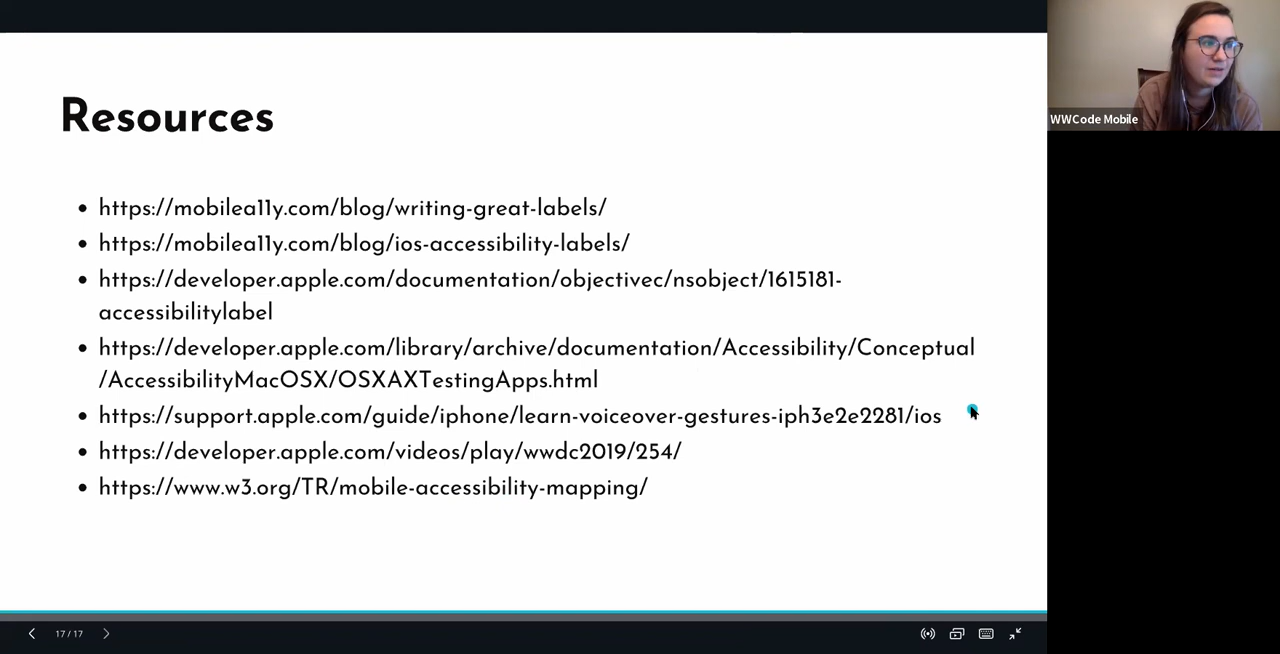 Resources
https://mobilea11y.com/blog/writing-great-labels/
https://mobilea11y.com/blog/ios-accessibility-labels/
https://developer.apple.com/documentation/objectivec/nsobject/1615181-
accessibilitylabel
https://developer.apple.com/library/archive/documentation/Accessibility/Conceptual
/AccessibilityMacOSX/OSXAXTestingApps.html
https://support.apple.com/guide/iphone/learn-voiceover-gestures-iph3e2e2281/ios
https://developer.apple.com/videos/play/wwdc2019/254/
https://www.w3.org/TR/mobile-accessibility-mapping/
17 / 17
WWCode Mobile